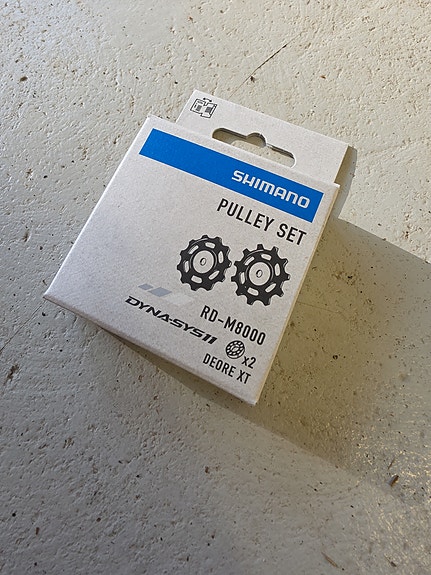 SHIMANO
PULLEY SET
RD-M8000
DYNA-SYS11
x2
DEORE XT